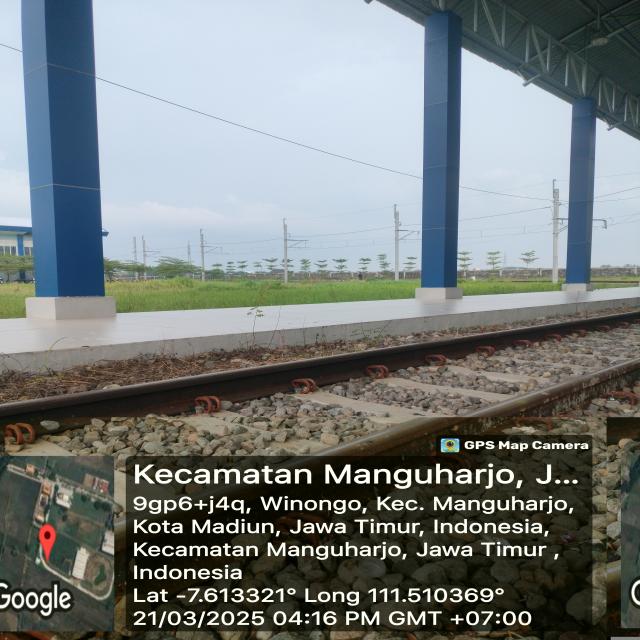 GPS Map Camera
Kecamatan Manguharjo, J...
9gp6+j4q, Winongo, Kec. Manguharjo,
Kota Madiun, Jawa Timur, Indonesia,
Kecamatan Manguharjo, Jawa Timur ,
Indonesia
Lat -7.613321° Long 111.510369°
21/03/2025 04:16 PM GMT +07:00
Google